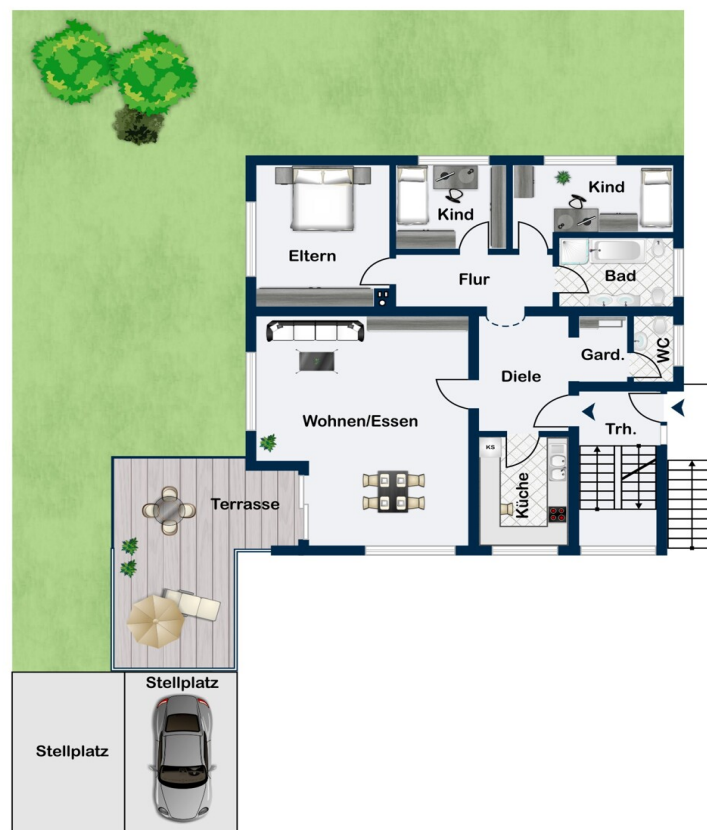 Kind
Kind
Eltern
Flur
Bad
Gard.
WC
Diele
Wohnen/Essen
Trh.
KS
Küche
Terrasse
Stellplatz
Stellplatz